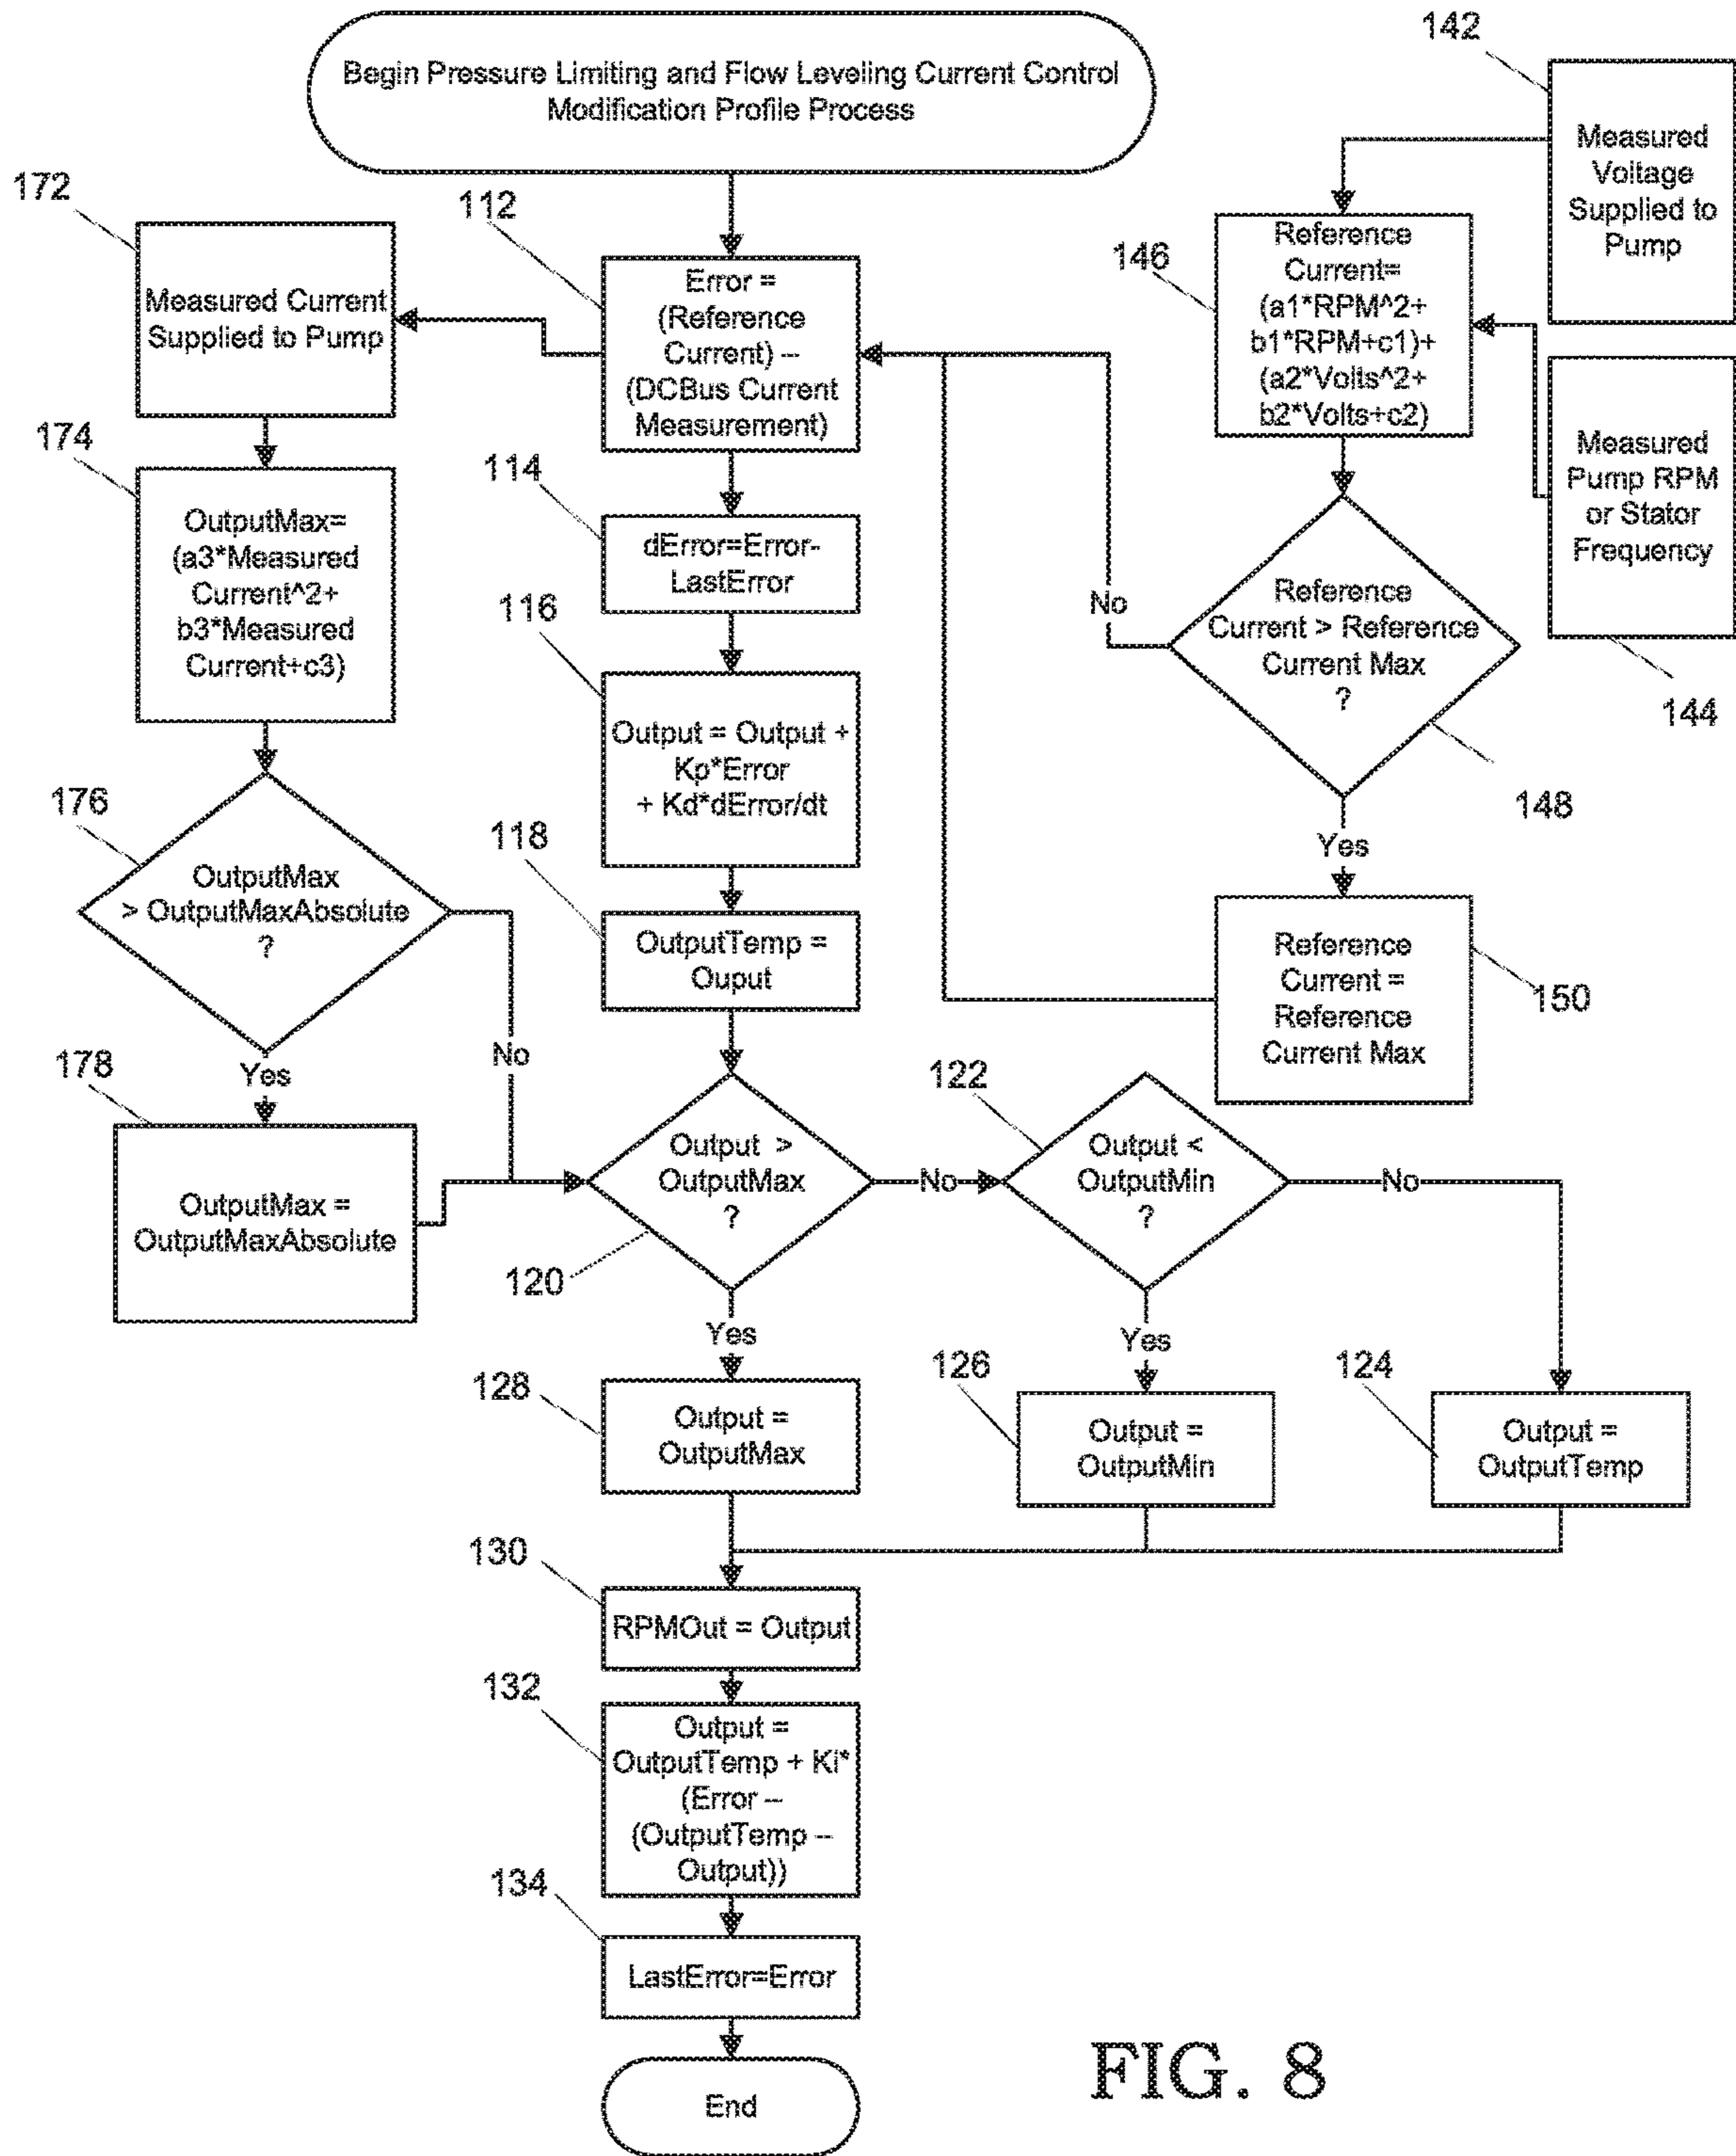 Begin Pressure Limiting and Flow Leveling Current Control
Modification Profile Process
142
Measured
Voltage
Supplied to
Pump
172
Measured Current
Supplied to Pump
112
Error =
(Reference
Current) --
(DCBus Current
Measurement)
146
Reference
Current=
(a1*RPM^2+
b1*RPM+c1)+
(a2*Volts^2+
b2*Volts+c2)
Measured
Pump RPM
or Stator
Frequency
144
174
OutputMax=
(a3*Measured
Current^2+
b3*Measured
Current+c3)
114
dError=Error-
LastError
No
Reference
Current > Reference
Current Max
?
148
Yes
116
Output = Output +
Kp*Error
+ Kd*dError/dt
176
OutputMax
> OutputMaxAbsolute
?
No
Yes
118
OutputTemp =
Ouput
Reference
Current =
Reference
Current Max
150
178
OutputMax =
OutputMaxAbsolute
Output >
OutputMax
?
120
No
Yes
122
Output <
OutputMin
?
No
Yes
128
Output =
OutputMax
126
Output =
OutputMin
124
Output =
OutputTemp
130
RPMOut = Output
132
Output =
OutputTemp + Ki*
(Error --
(OutputTemp --
Output))
134
LastError=Error
End
FIG. 8